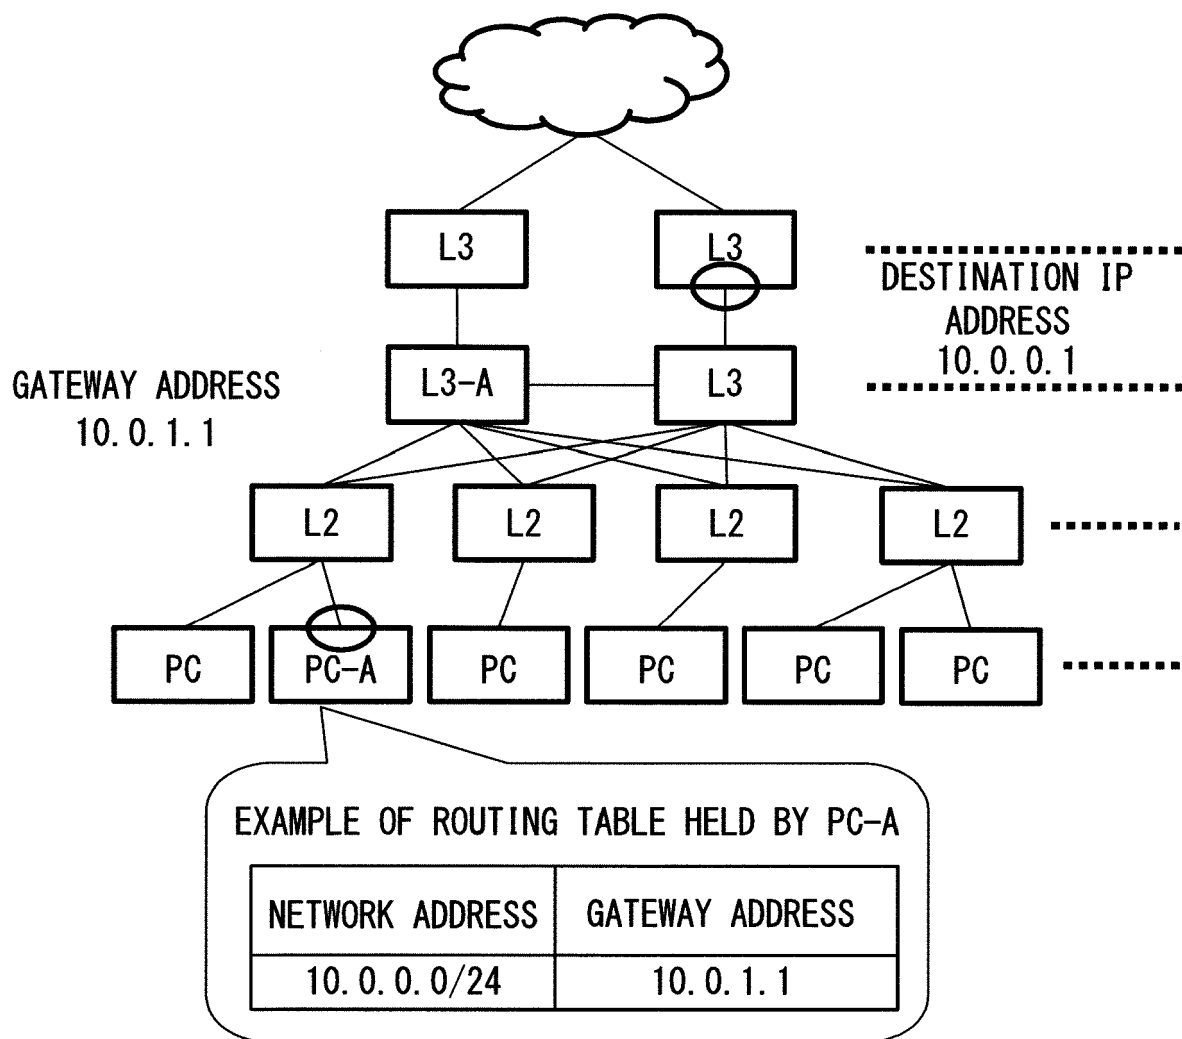 L3
L3
DESTINATION IP
ADDRESS
10.0.0.1
GATEWAY ADDRESS
10.0.1.1
L3-A
L3
L2
L2
L2
L2
PC
PC-A
PC
PC
PC
PC
EXAMPLE OF ROUTING TABLE HELD BY PC-A
NETWORK ADDRESS
GATEWAY ADDRESS
10.0.0.0/24
10.0.1.1